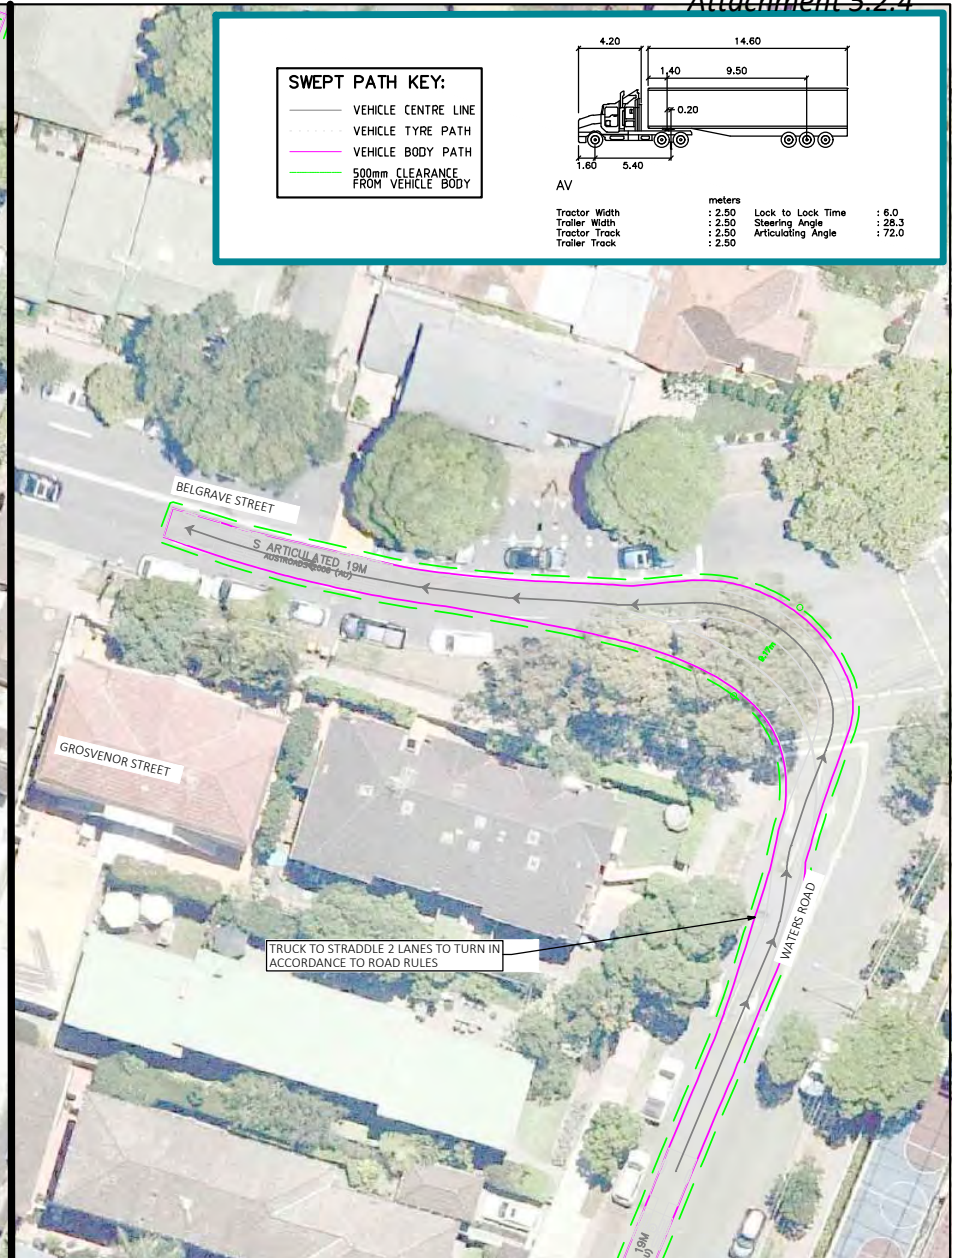 Attachment 5.2.4
SWEPT PATH KEY:
VEHICLE CENTRE LINE
VEHICLE TYRE PATH
VEHICLE BODY PATH
500mm CLEARANCE
FROM VEHICLE BODY
4.20 14.60
1.40 9.50
0.20
1.60 5.40
AV
meters
Tractor Width : 2.50 Lock to Lock Time : 6.0
Trailer Width : 2.50 Steering Angle : 28.3
Tractor Track : 2.50 Articulating Angle : 72.0
Trailer Track : 2.50
BELGRAVE STREET
S ARTICULATED 19M
AUSTROADS 2006 (AU)
GROSVENOR STREET
WATERS ROAD
TRUCK TO STRADDLE 2 LANES TO TURN IN
ACCORDANCE TO ROAD RULES
19M